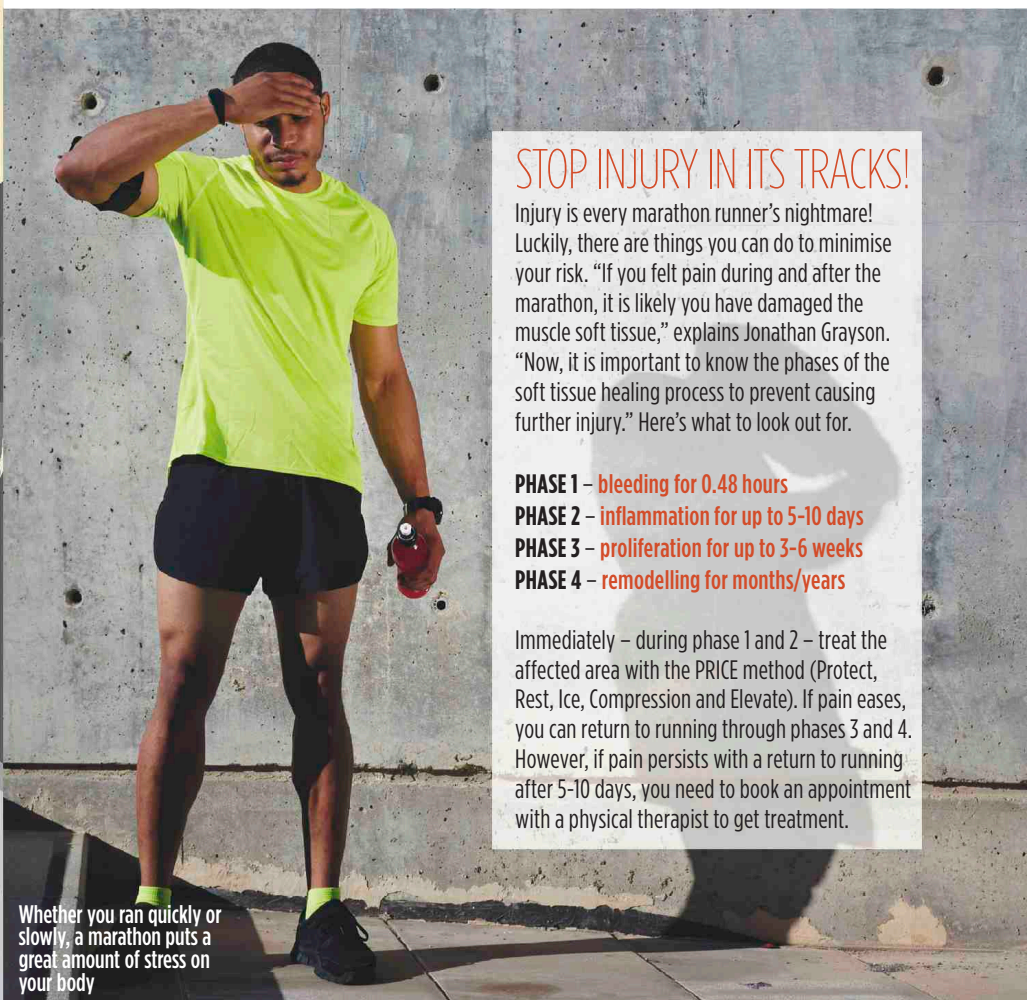 STOP INJURY IN ITS TRACKS!
Injury is every marathon runner's nightmare!
Luckily, there are things you can do to minimise
your risk. “If you felt pain during and after the
marathon, it is likely you have damaged the
muscle soft tissue,” explains Jonathan Grayson.
“Now, it is important to know the phases of the
soft tissue healing process to prevent causing
further injury.” Here's what to look out for.
PHASE 1 – bleeding for 0.48 hours
PHASE 2 – inflammation for up to 5-10 days
PHASE 3 – proliferation for up to 3-6 weeks
PHASE 4 – remodelling for months/years
Immediately – during phase 1 and 2 – treat the
affected area with the PRICE method (Protect,
Rest, Ice, Compression and Elevate). If pain eases,
you can return to running through phases 3 and 4.
However, if pain persists with a return to running
after 5-10 days, you need to book an appointment
with a physical therapist to get treatment.
Whether you ran quickly or
slowly, a marathon puts a
great amount of stress on
your body